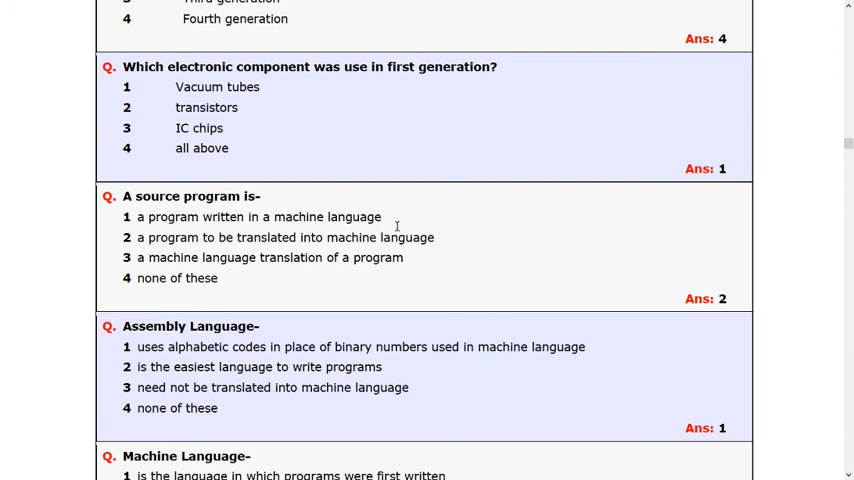 3 Third generation
4 Fourth generation
Ans: 4
Q. Which electronic component was use in first generation?
1 Vacuum tubes
2 transistors
3 IC chips
4 all above
Ans: 1
Q. A source program is-
1 a program written in a machine language
2 a program to be translated into machine language
3 a machine language translation of a program
4 none of these
Ans: 2
Q. Assembly Language-
1 uses alphabetic codes in place of binary numbers used in machine language
2 is the easiest language to write programs
3 need not be translated into machine language
4 none of these
Ans: 1
Q. Machine Language-
1 is the language in which programs were first written